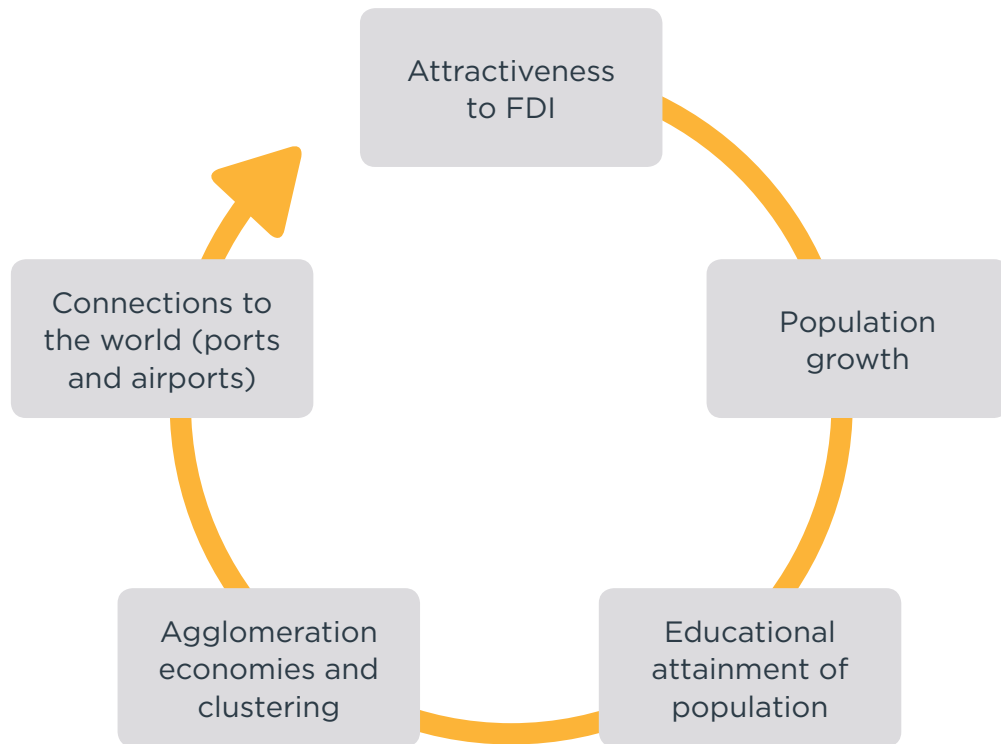 Attractiveness
to FDI
Population
growth
Educational
attainment of
population
Agglomeration
economies and
clustering
Connections to
the world (ports
and airports)